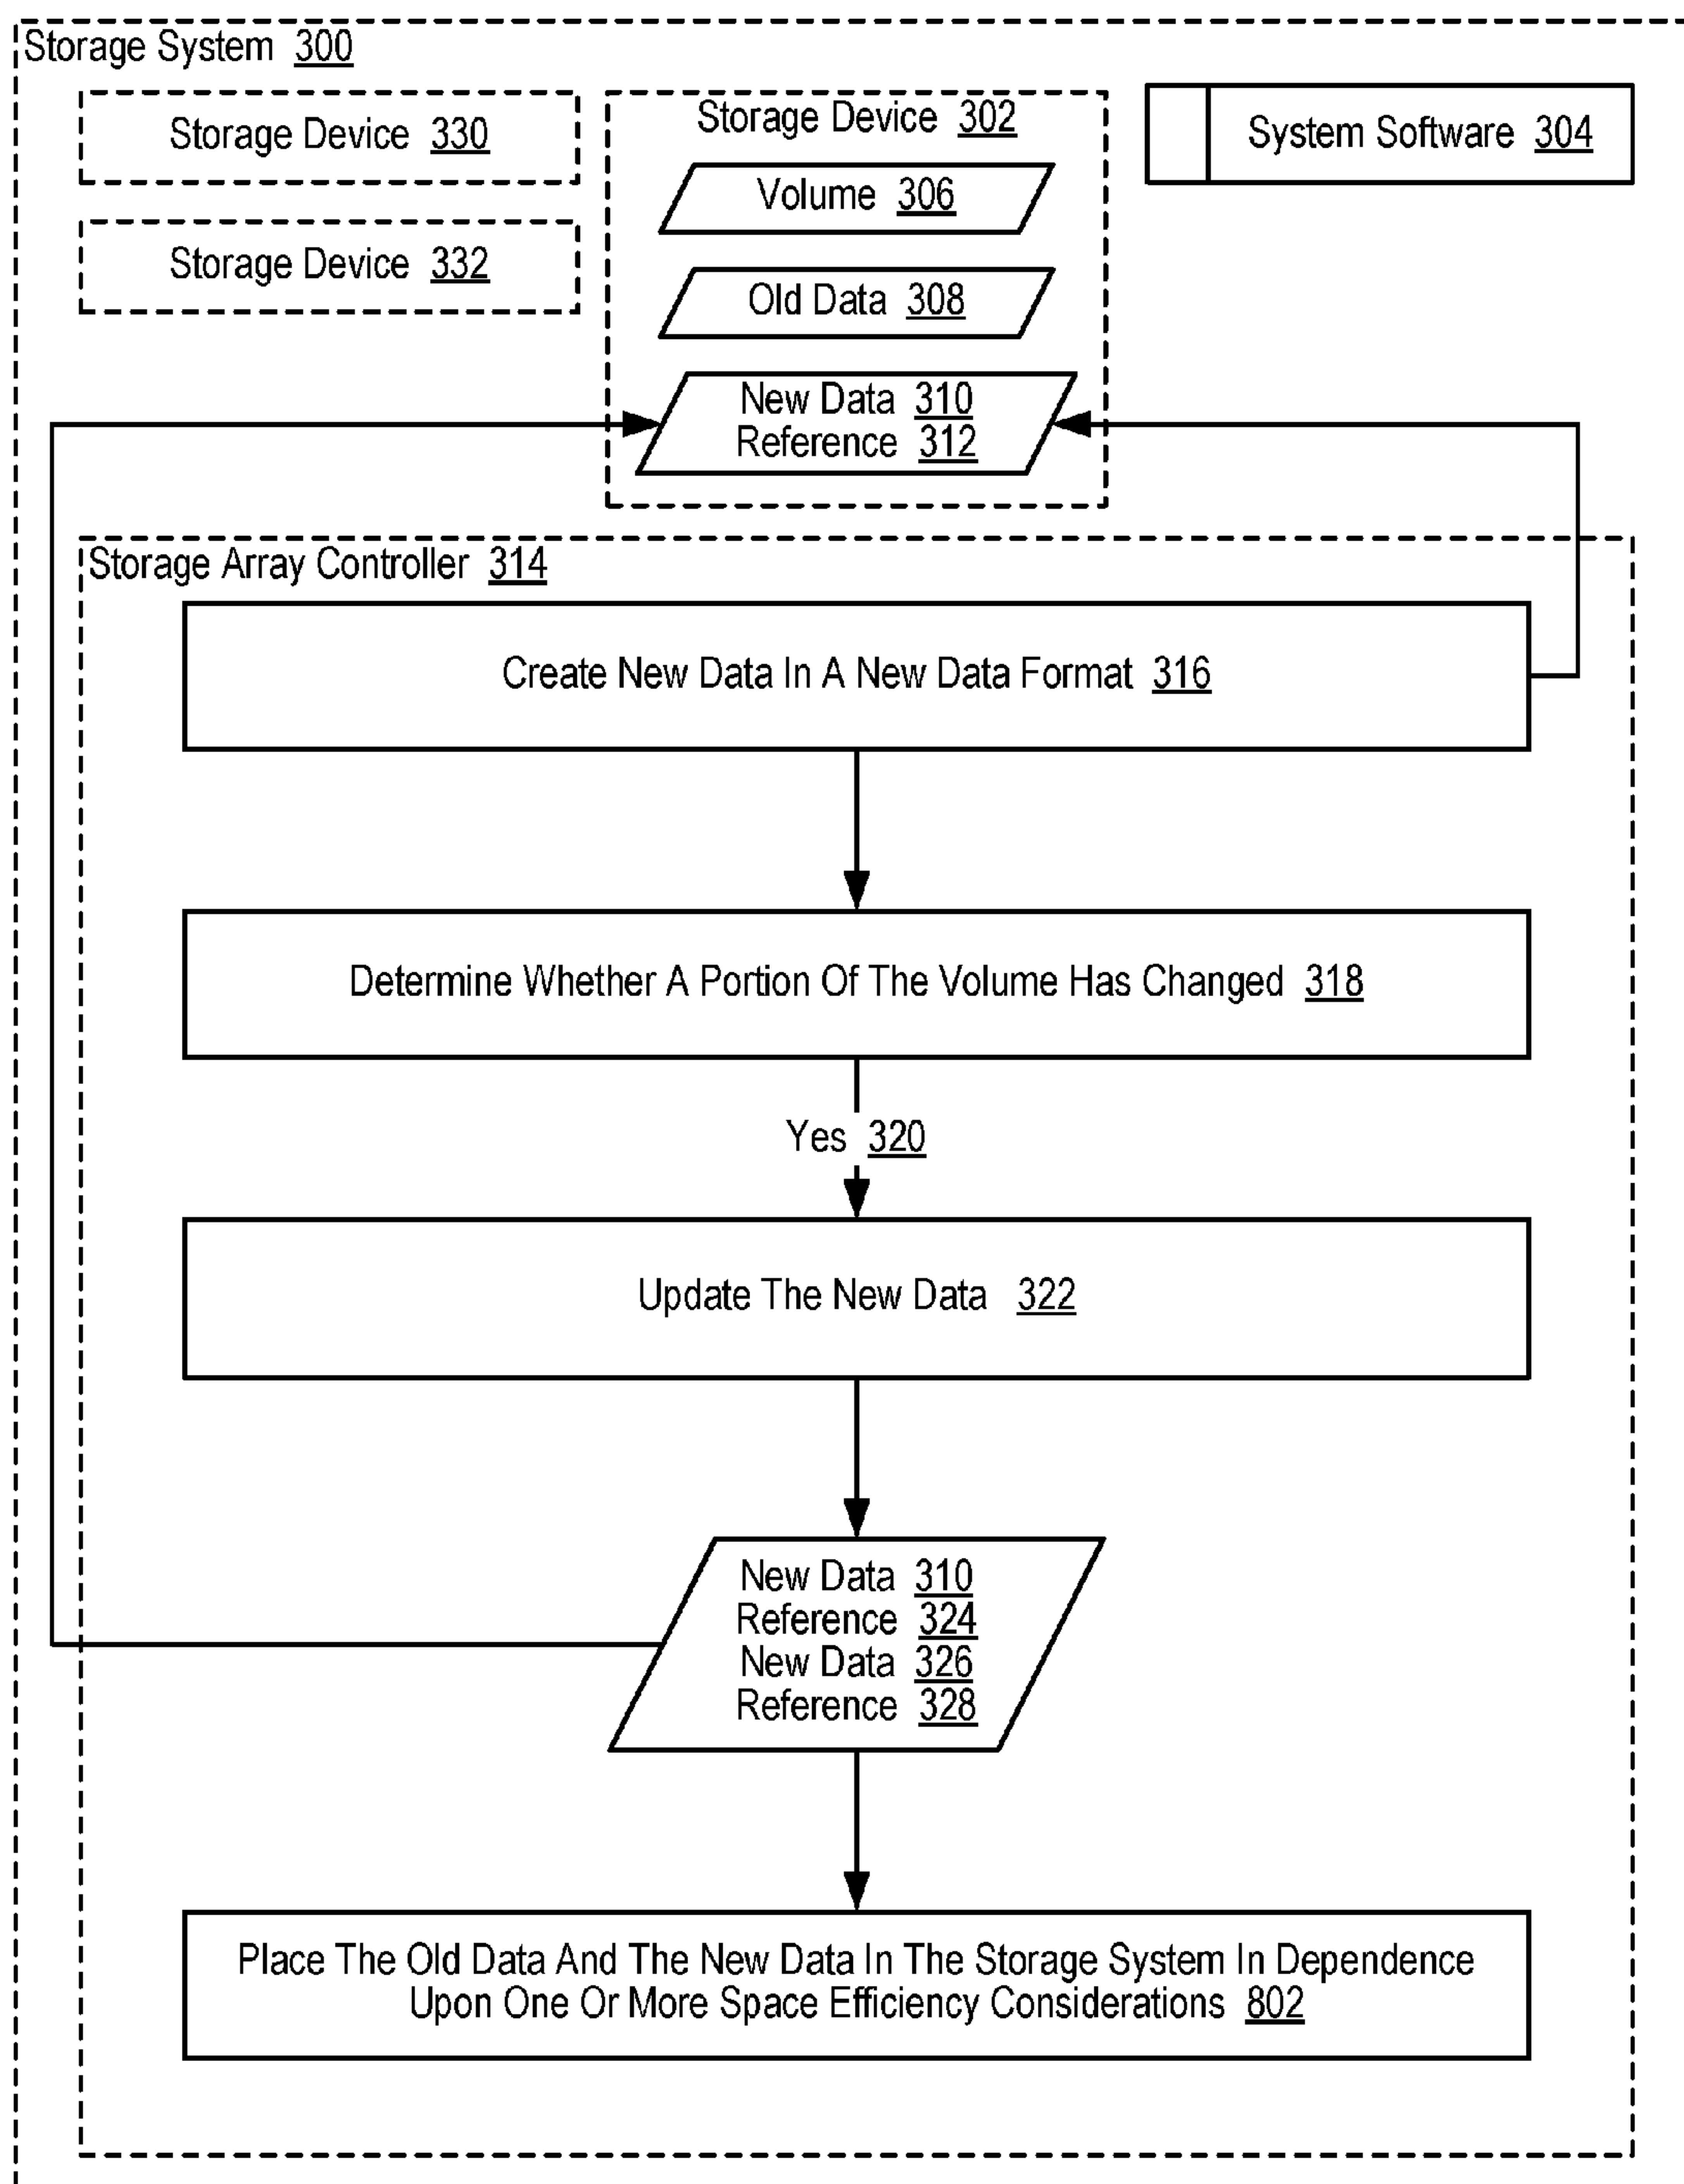 Storage System 300
Storage Device 330
Storage Device 332
Storage Device 302
Volume 306
Old Data 308
New Data 310
Reference 312
System Software 304
Storage Array Controller 314
Create New Data In A New Data Format 316
Determine Whether A Portion Of The Volume Has Changed 318
Yes 320
Update The New Data 322
New Data 310
Reference 324
New Data 326
Reference 328
Place The Old Data And The New Data In The Storage System In Dependence
Upon One Or More Space Efficiency Considerations 802